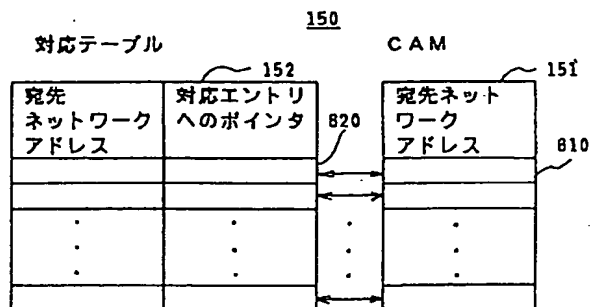 150
対応テーブル
CAM
152
151
宛先
ネットワーク
アドレス
対応エントリ
へのポインタ
820
宛先ネット
ワーク
アドレス
810